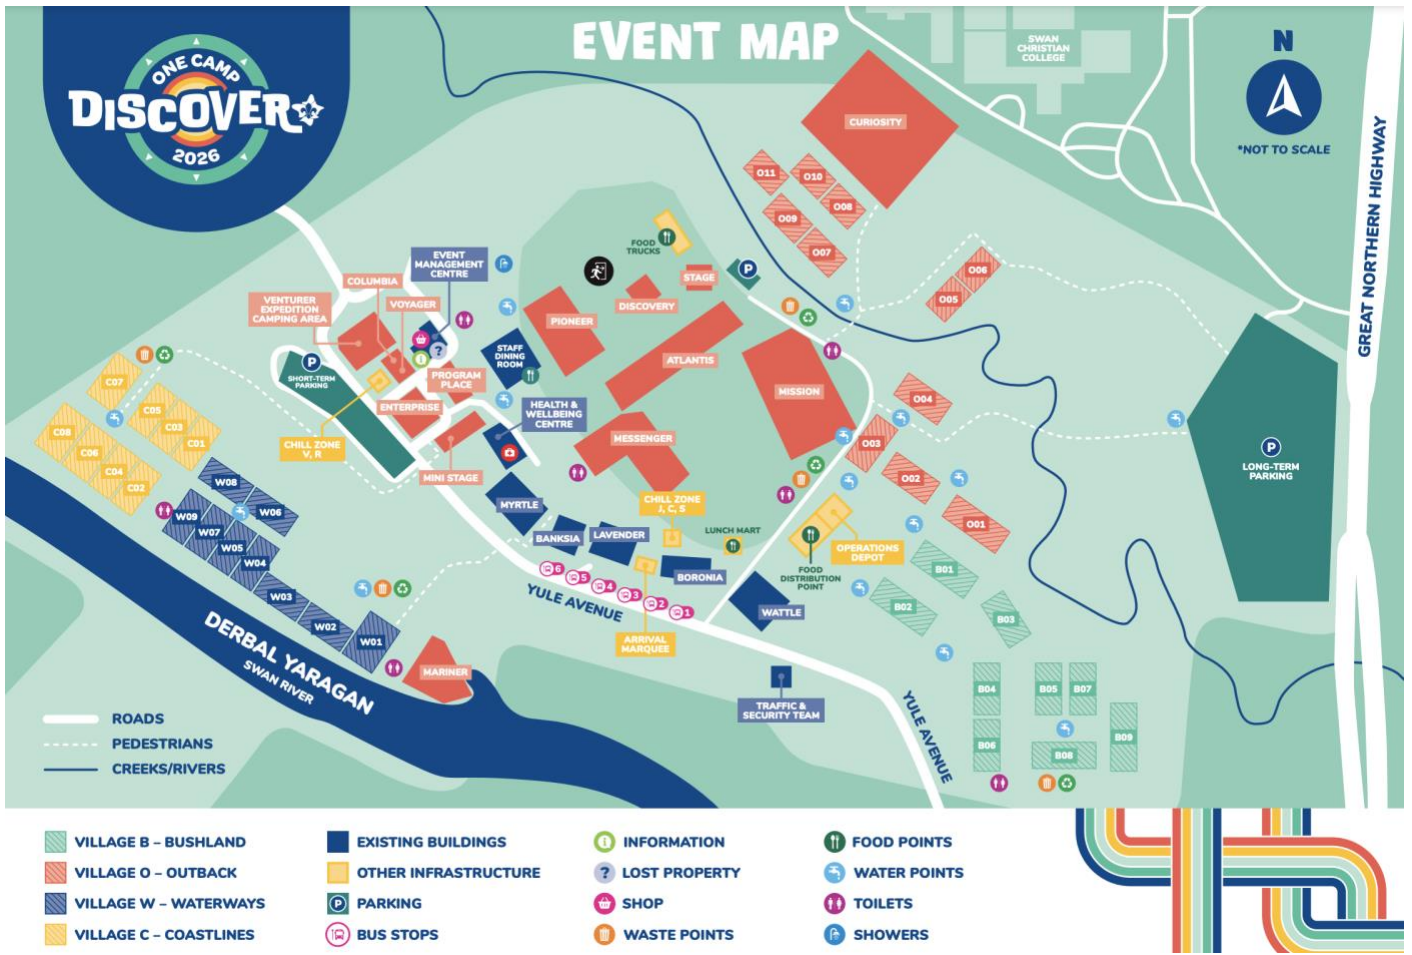 ONE CAMP
DISCOVER
2026
EVENT MAP
SWAN
CHRISTIAN
COLLEGE
N
*NOT TO SCALE
GREAT NORTHERN HIGHWAY
CURIOSITY
O11
O10
O09
O08
O07
O06
O05
FOOD
TRUCKS
EVENT
MANAGEMENT
CENTRE
COLUMBIA
VOYAGER
VENTURER
EXPEDITION
CAMPING AREA
STAGE
P
DISCOVERY
PIONEER
ATLANTIS
MISSION
STAFF
DINING
ROOM
i
?
P
SHORT-TERM
PARKING
PROGRAM
PLACE
ENTERPRISE
CHILL ZONE
V, R
MINI STAGE
HEALTH &
WELLBEING
CENTRE
MESSENGER
CHILL ZONE
J, C, S
C07
C05
C03
C01
C08
C06
C04
C02
W08
W06
W09
W07
W05
W04
W03
W02
W01
O04
O03
O02
O01
P
LONG-TERM
PARKING
MYRTLE
BANKSIA
LAVENDER
BORONIA
WATTLE
LUNCH MART
FOOD
DISTRIBUTION
POINT
OPERATIONS
DEPOT
B01
B02
B03
B04
B05
B07
B06
B08
B09
6
5
4
3
2
1
YULE AVENUE
ARRIVAL
MARQUEE
TRAFFIC &
SECURITY TEAM
YULE AVENUE
MARINER
DERBAL YARAGAN
SWAN RIVER
ROADS
PEDESTRIANS
CREEKS/RIVERS
VILLAGE B – BUSHLAND
VILLAGE O – OUTBACK
VILLAGE W – WATERWAYS
VILLAGE C – COASTLINES
EXISTING BUILDINGS
OTHER INFRASTRUCTURE
P PARKING
BUS STOPS
i INFORMATION
? LOST PROPERTY
SHOP
WASTE POINTS
FOOD POINTS
WATER POINTS
TOILETS
SHOWERS